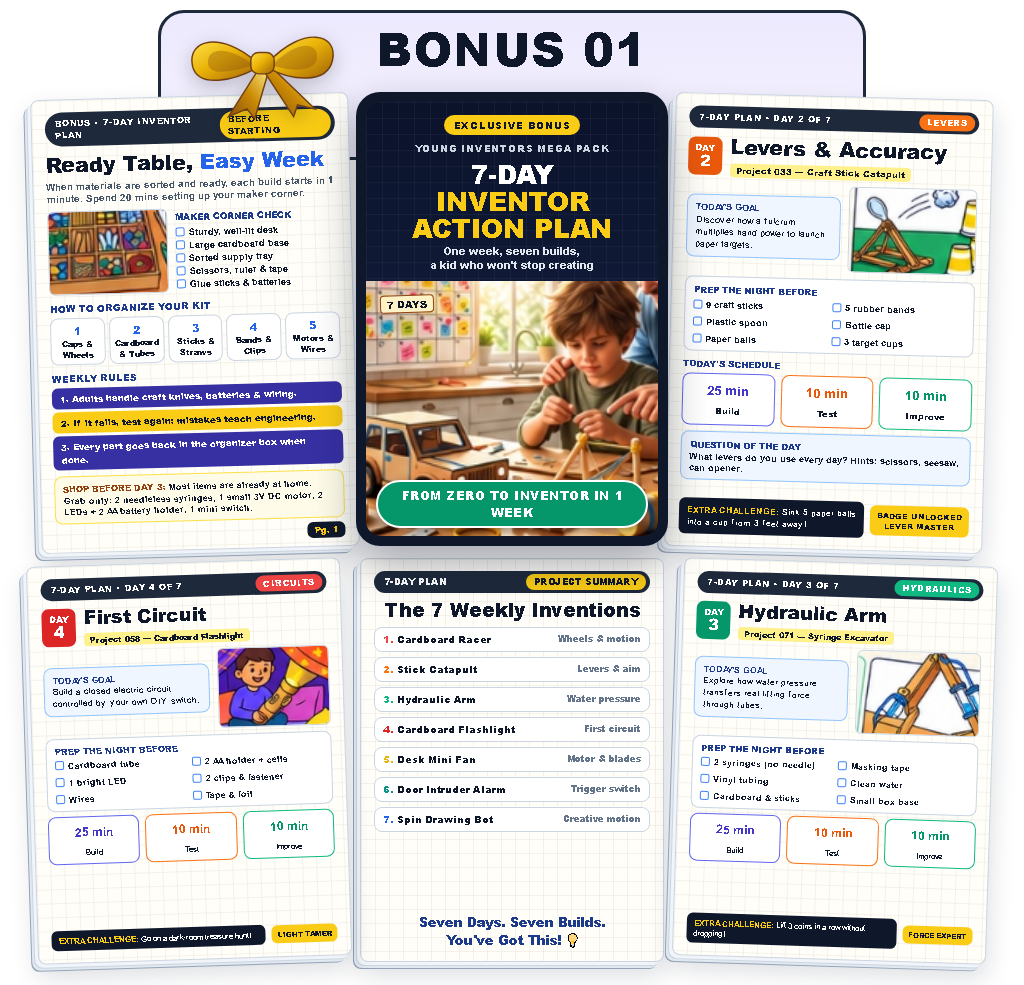 BONUS 01
BONUS • 7-DAY INVENTOR
PLAN
BEFORE
STARTING
Ready Table, Easy Week
When materials are sorted and ready, each build starts in 1
minute. Spend 20 mins setting up your maker corner.
MAKER CORNER CHECK
Sturdy, well-lit desk
Large cardboard base
Sorted supply tray
Scissors, ruler & tape
Glue sticks & batteries
HOW TO ORGANIZE YOUR KIT
1
Caps &
Wheels
2
Cardboard
& Tubes
3
Sticks &
Straws
4
Bands &
Clips
5
Motors &
Wires
WEEKLY RULES
1. Adults handle craft knives, batteries & wiring.
2. If it fails, test again: mistakes teach engineering.
3. Every part goes back in the organizer box when
done.
SHOP BEFORE DAY 3: Most items are already at home.
Grab only: 2 needleless syringes, 1 small 3V DC motor, 2
LEDs + 2 AA battery holder, 1 mini switch.
Pg. 1
EXCLUSIVE BONUS
YOUNG INVENTORS MEGA PACK
7-DAY
INVENTOR
ACTION PLAN
One week, seven builds,
a kid who won't stop creating
7 DAYS
FROM ZERO TO INVENTOR IN 1
WEEK
7-DAY PLAN • DAY 2 OF 7
LEVERS
DAY
2
Levers & Accuracy
Project 033 — Craft Stick Catapult
TODAY'S GOAL
Discover how a fulcrum
multiplies hand power to launch
paper targets.
PREP THE NIGHT BEFORE
9 craft sticks
5 rubber bands
Plastic spoon
Bottle cap
Paper balls
3 target cups
TODAY'S SCHEDULE
25 min
Build
10 min
Test
10 min
Improve
QUESTION OF THE DAY
What levers do you use every day? Hints: scissors, seesaw,
can opener.
EXTRA CHALLENGE: Sink 5 paper balls
into a cup from 3 feet away!
BADGE UNLOCKED
LEVER MASTER
7-DAY PLAN • DAY 4 OF 7
CIRCUITS
DAY
4
First Circuit
Project 058 — Cardboard Flashlight
TODAY'S GOAL
Build a closed electric circuit
controlled by your own DIY switch.
PREP THE NIGHT BEFORE
Cardboard tube
2 AA holder + cells
1 bright LED
2 clips & fastener
Wires
Tape & foil
25 min
Build
10 min
Test
10 min
Improve
EXTRA CHALLENGE: Go on a dark-room treasure hunt!
LIGHT TAMER
7-DAY PLAN
PROJECT SUMMARY
The 7 Weekly Inventions
1. Cardboard Racer Wheels & motion
2. Stick Catapult Levers & aim
3. Hydraulic Arm Water pressure
4. Cardboard Flashlight First circuit
5. Desk Mini Fan Motor & blades
6. Door Intruder Alarm Trigger switch
7. Spin Drawing Bot Creative motion
Seven Days. Seven Builds.
You've Got This!
7-DAY PLAN • DAY 3 OF 7
HYDRAULICS
DAY
3
Hydraulic Arm
Project 071 — Syringe Excavator
TODAY'S GOAL
Explore how water pressure
transfers real lifting force
through tubes.
PREP THE NIGHT BEFORE
2 syringes (no needle)
Masking tape
Vinyl tubing
Clean water
Cardboard & sticks
Small box base
25 min
Build
10 min
Test
10 min
Improve
EXTRA CHALLENGE: Lift 3 coins in a row without
dropping!
FORCE EXPERT